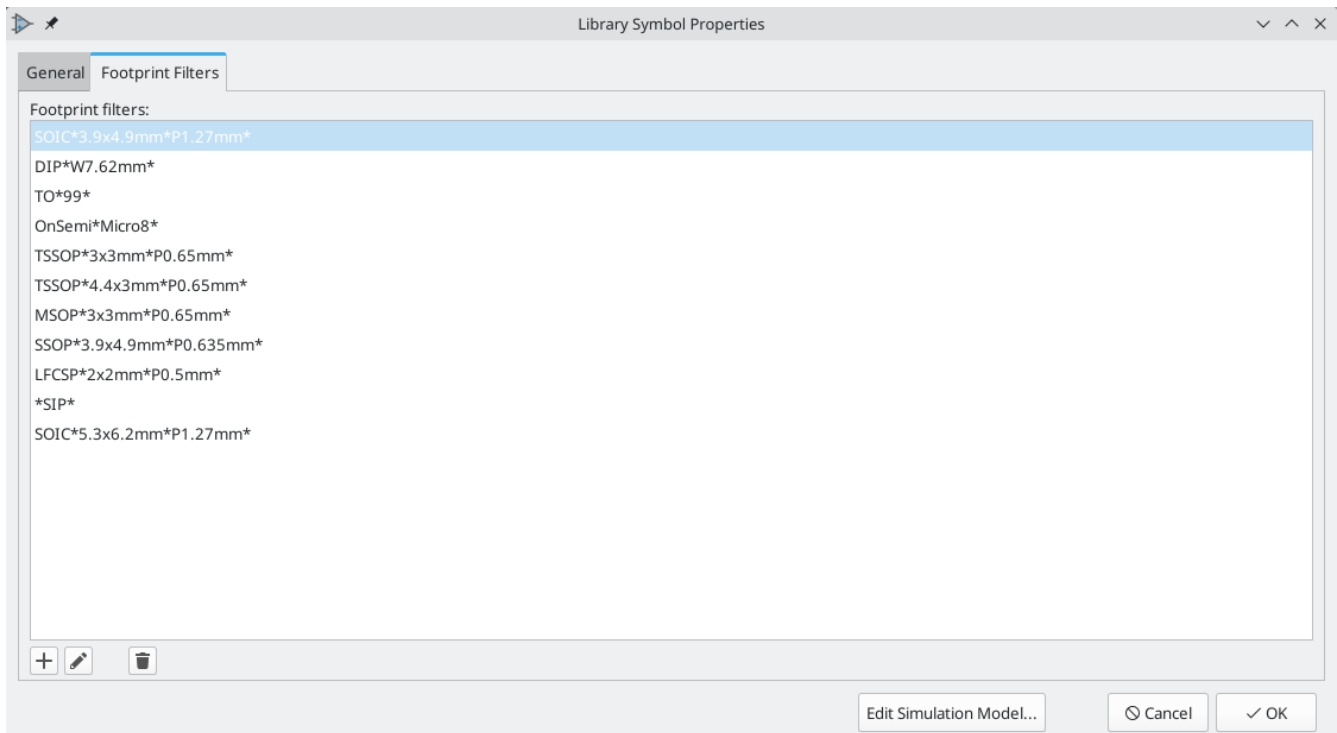 Library Symbol Properties
General Footprint Filters
Footprint filters:
SOIC*3.9x4.9mm*P1.27mm*
DIP*W7.62mm*
TO*99*
OnSemi*Micro8*
TSSOP*3x3mm*P0.65mm*
TSSOP*4.4x3mm*P0.65mm*
MSOP*3x3mm*P0.65mm*
SSOP*3.9x4.9mm*P0.635mm*
LFCSP*2x2mm*P0.5mm*
*SIP*
SOIC*5.3x6.2mm*P1.27mm*
Edit Simulation Model... Cancel OK